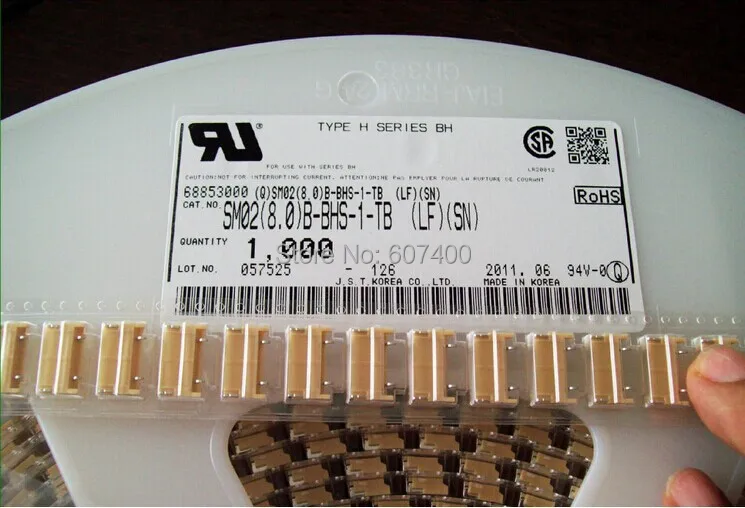 EIAJ-RRM
TYPE H SERIES BH
FOR USE WITH SERIES BH
CAUTION:NOT FOR INTERRUPTING CURRENT. ATTENTION:NE PAS EMPLOYER POUR LA RUPTURE DE COURANT
LR20812
68853000 (Q)SM02(8.0)B-BHS-1-TB (LF)(SN)
RoHS
CAT.NO. SM02(8.0)B-BHS-1-TB (LF)(SN)
QUANTITY 1,000
Store No: 607400
LOT.NO. 057525 - 126 2011.06 94V-0 Q
J.S.T.KOREA CO.,LTD. MADE IN KOREA